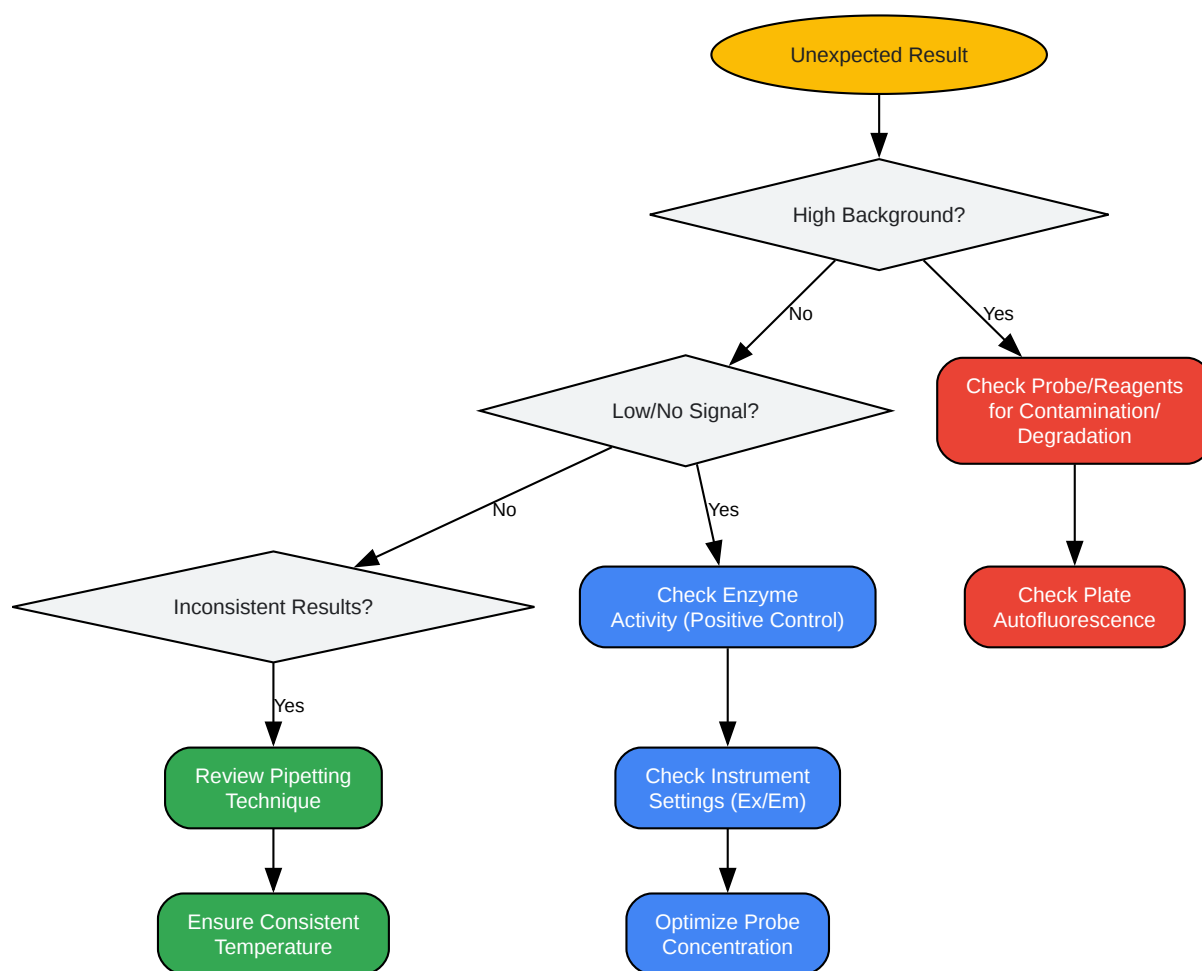 Unexpected Result
High Background?
No
Yes
Low/No Signal?
Check Probe/Reagents
for Contamination/
Degradation
No
Yes
Inconsistent Results?
Check Enzyme
Activity (Positive Control)
Check Plate
Autofluorescence
Yes
Review Pipetting
Technique
Check Instrument
Settings (Ex/Em)
Ensure Consistent
Temperature
Optimize Probe
Concentration